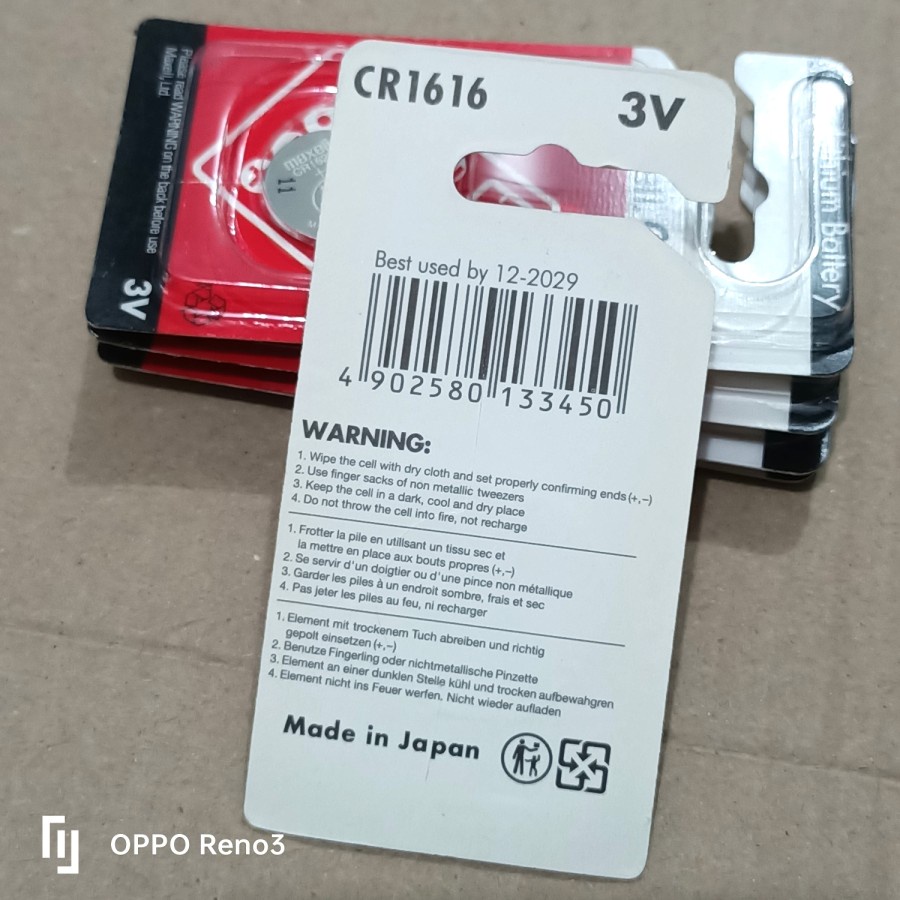 CR1616
3V
Best used by 12-2029
4 902580 133450
WARNING:
1. Wipe the cell with dry cloth and set properly confirming ends (+,−)
2. Use finger sacks of non metallic tweezers
3. Keep the cell in a dark, cool and dry place
4. Do not throw the cell into fire, not recharge
1. Frotter la pile en utilisant un tissu sec et
la mettre en place aux bouts propres (+,−)
2. Se servir d'un doigtier ou d'une pince non métallique
3. Garder les piles à un endroit sombre, frais et sec
4. Pas jeter les piles au feu, ni recharger
1. Element mit trockenem Tuch abreiben und richtig
gepolt einsetzen (+,−)
2. Benutze Fingerling oder nichtmetallische Pinzette
3. Element an einer dunklen Stelle kühl und trocken aufbewahgren
4. Element nicht ins Feuer werfen. Nicht wieder aufladen
Made in Japan
Please read WARNING on the back before use
Maxell, Ltd.
3V
maxell
11
Lithium Battery
OPPO Reno3